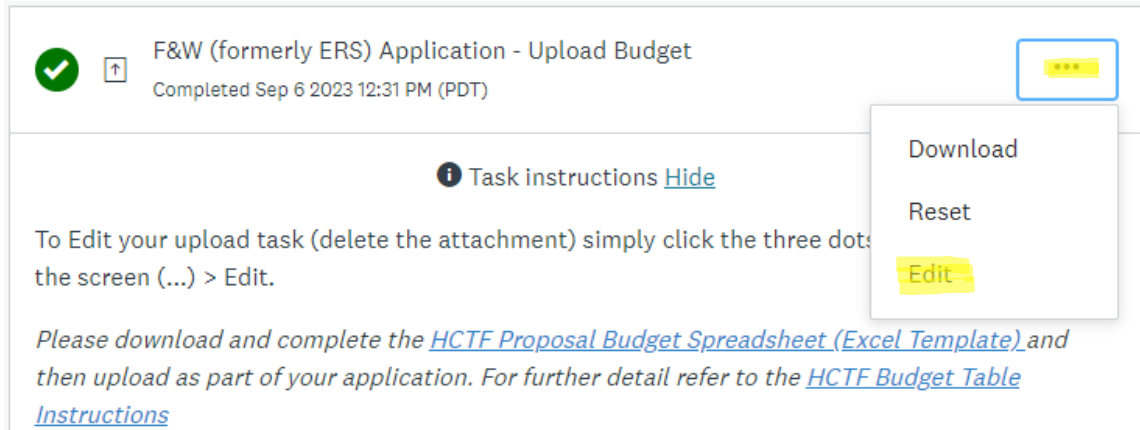 F&W (formerly ERS) Application - Upload Budget
Completed Sep 6 2023 12:31 PM (PDT)
...
Download
Reset
Edit
Task instructions Hide
To Edit your upload task (delete the attachment) simply click the three dots
the screen (...) > Edit.
Please download and complete the HCTF Proposal Budget Spreadsheet (Excel Template) and
then upload as part of your application. For further detail refer to the HCTF Budget Table
Instructions